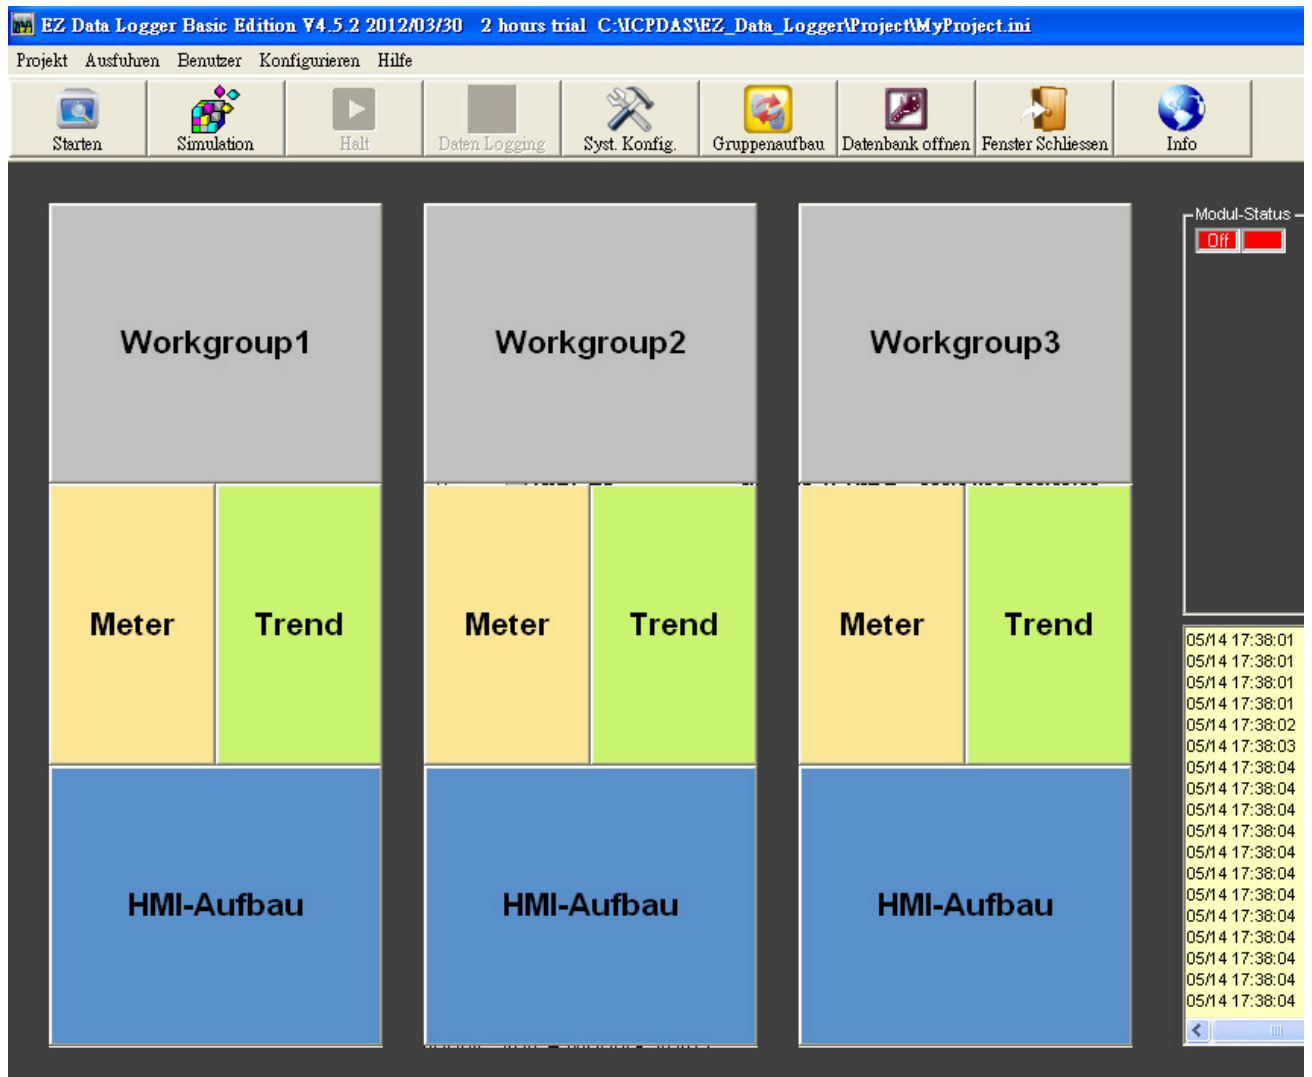 EZ Data Logger Basic Edition V4.5.2 2012/03/30 2 hours trial C:\ICPDAS\EZ_Data_Logger\Project\MyProject.ini
Projekt Ausfuhren Benutzer Konfigurieren Hilfe
Starten Simulation Halt Daten Logging Syst. Konfig. Gruppenaufbau Datenbank offnen Fenster Schliessen Info
Modul-Status
Off
Workgroup1 Workgroup2 Workgroup3
Meter Trend Meter Trend Meter Trend
HMI-Aufbau HMI-Aufbau HMI-Aufbau
05/14 17:38:01
05/14 17:38:01
05/14 17:38:01
05/14 17:38:01
05/14 17:38:02
05/14 17:38:03
05/14 17:38:04
05/14 17:38:04
05/14 17:38:04
05/14 17:38:04
05/14 17:38:04
05/14 17:38:04
05/14 17:38:04
05/14 17:38:04
05/14 17:38:04
05/14 17:38:04
05/14 17:38:04
05/14 17:38:04